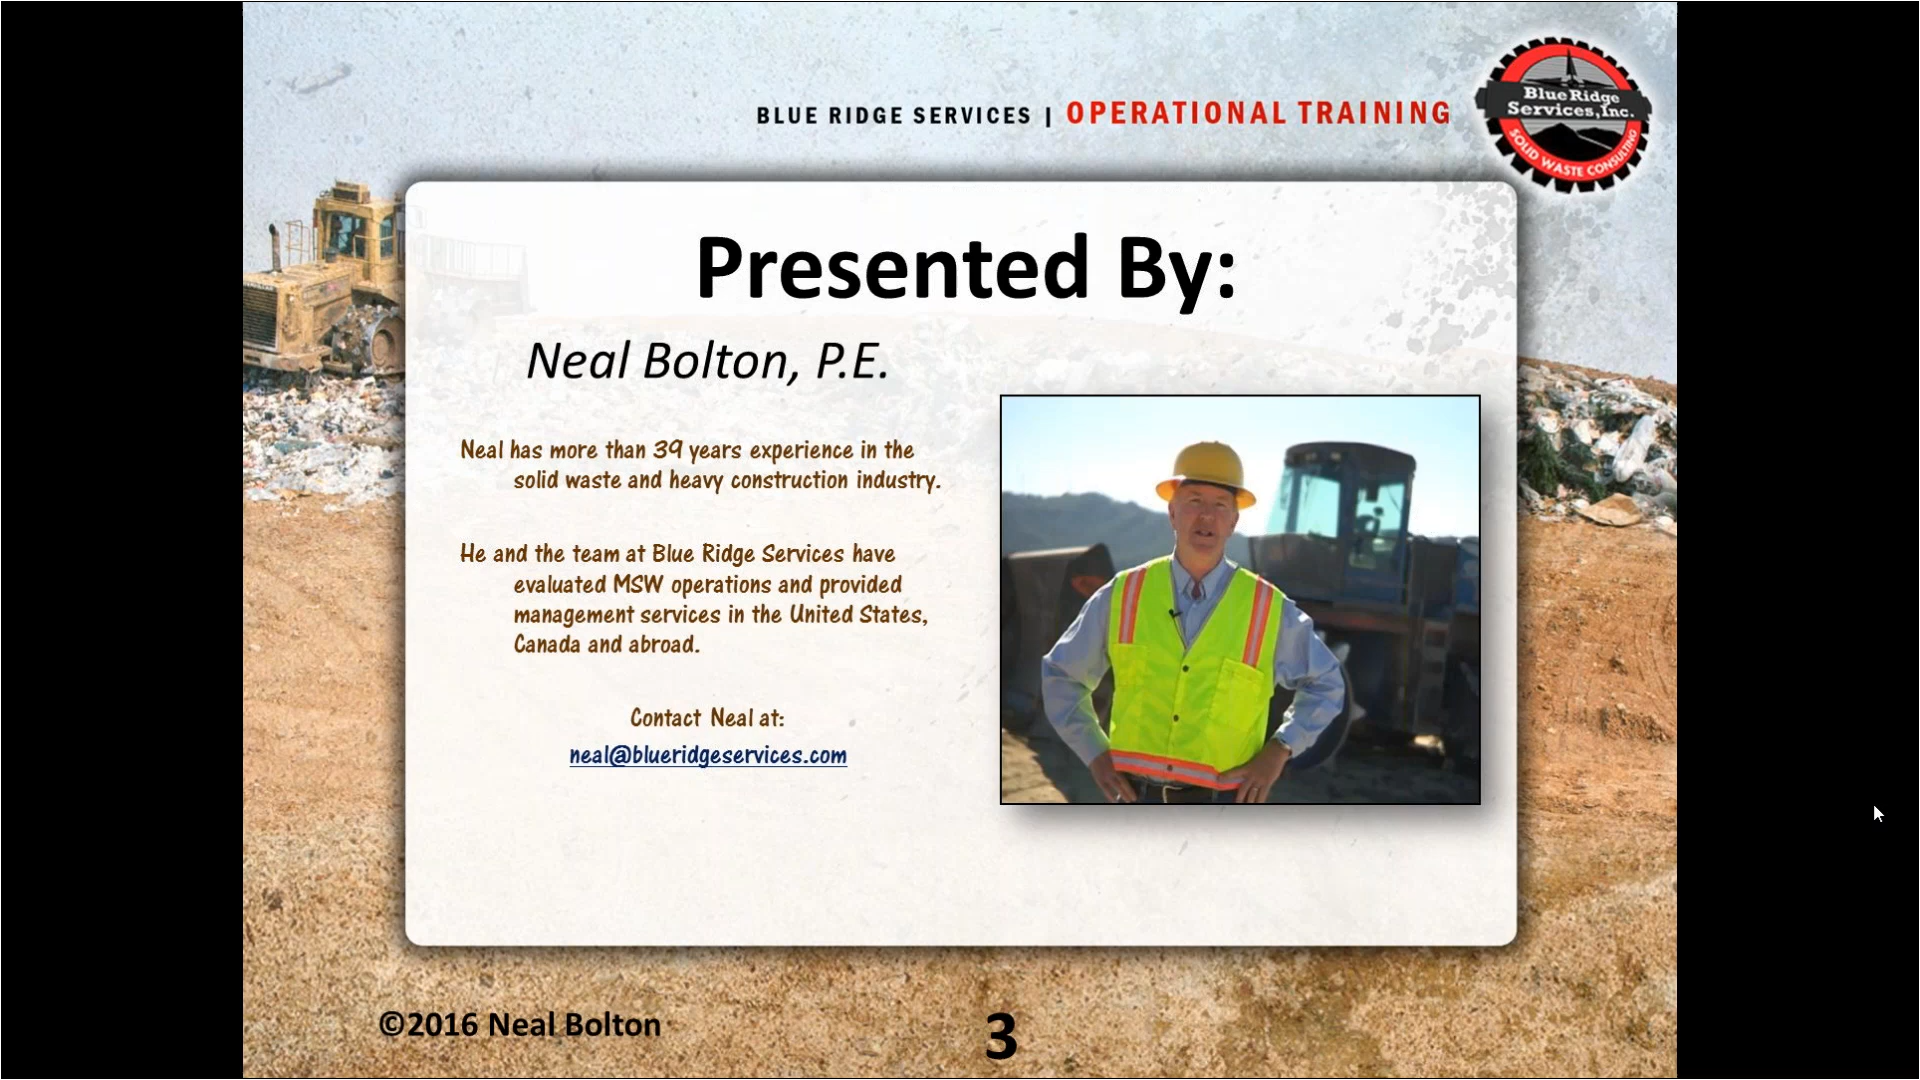 BLUE RIDGE SERVICES | OPERATIONAL TRAINING
Blue Ridge
Services, Inc.
SOLID WASTE CONSULTING
Presented By:
Neal Bolton, P.E.
Neal has more than 39 years experience in the
solid waste and heavy construction industry.
He and the team at Blue Ridge Services have
evaluated MSW operations and provided
management services in the United States,
Canada and abroad.
Contact Neal at:
neal@blueridgeservices.com
©2016 Neal Bolton
3